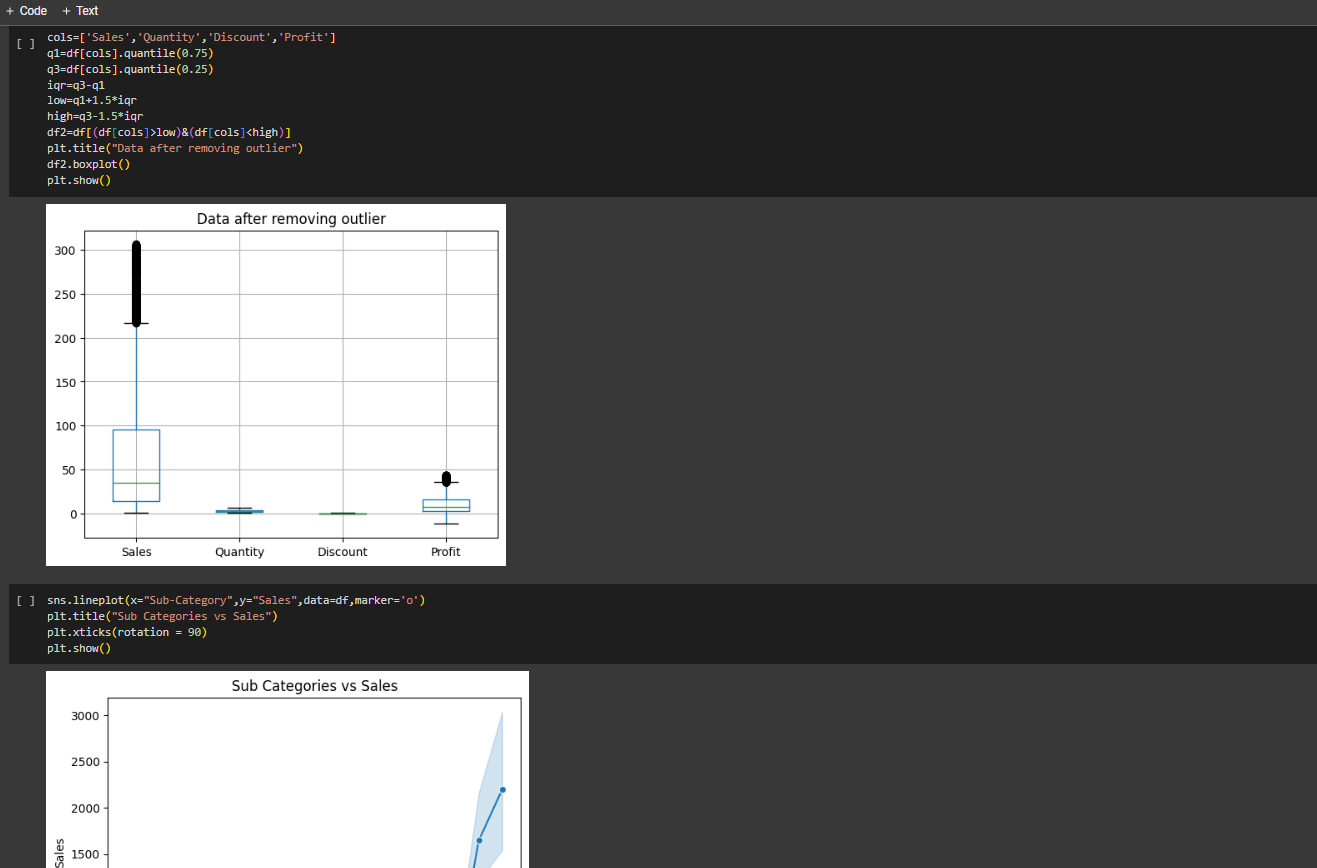 + Code + Text
[ ] cols=['Sales','Quantity','Discount','Profit']
q1=df[cols].quantile(0.75)
q3=df[cols].quantile(0.25)
iqr=q3-q1
low=q1+1.5*iqr
high=q3-1.5*iqr
df2=df[(df[cols]>low)&(df[cols]<high)]
plt.title("Data after removing outlier")
df2.boxplot()
plt.show()
Data after removing outlier
300
250
200
150
100
50
0
Sales Quantity Discount Profit
[ ] sns.lineplot(x="Sub-Category",y="Sales",data=df,marker='o')
plt.title("Sub Categories vs Sales")
plt.xticks(rotation = 90)
plt.show()
Sub Categories vs Sales
3000
2500
2000
1500
Sales